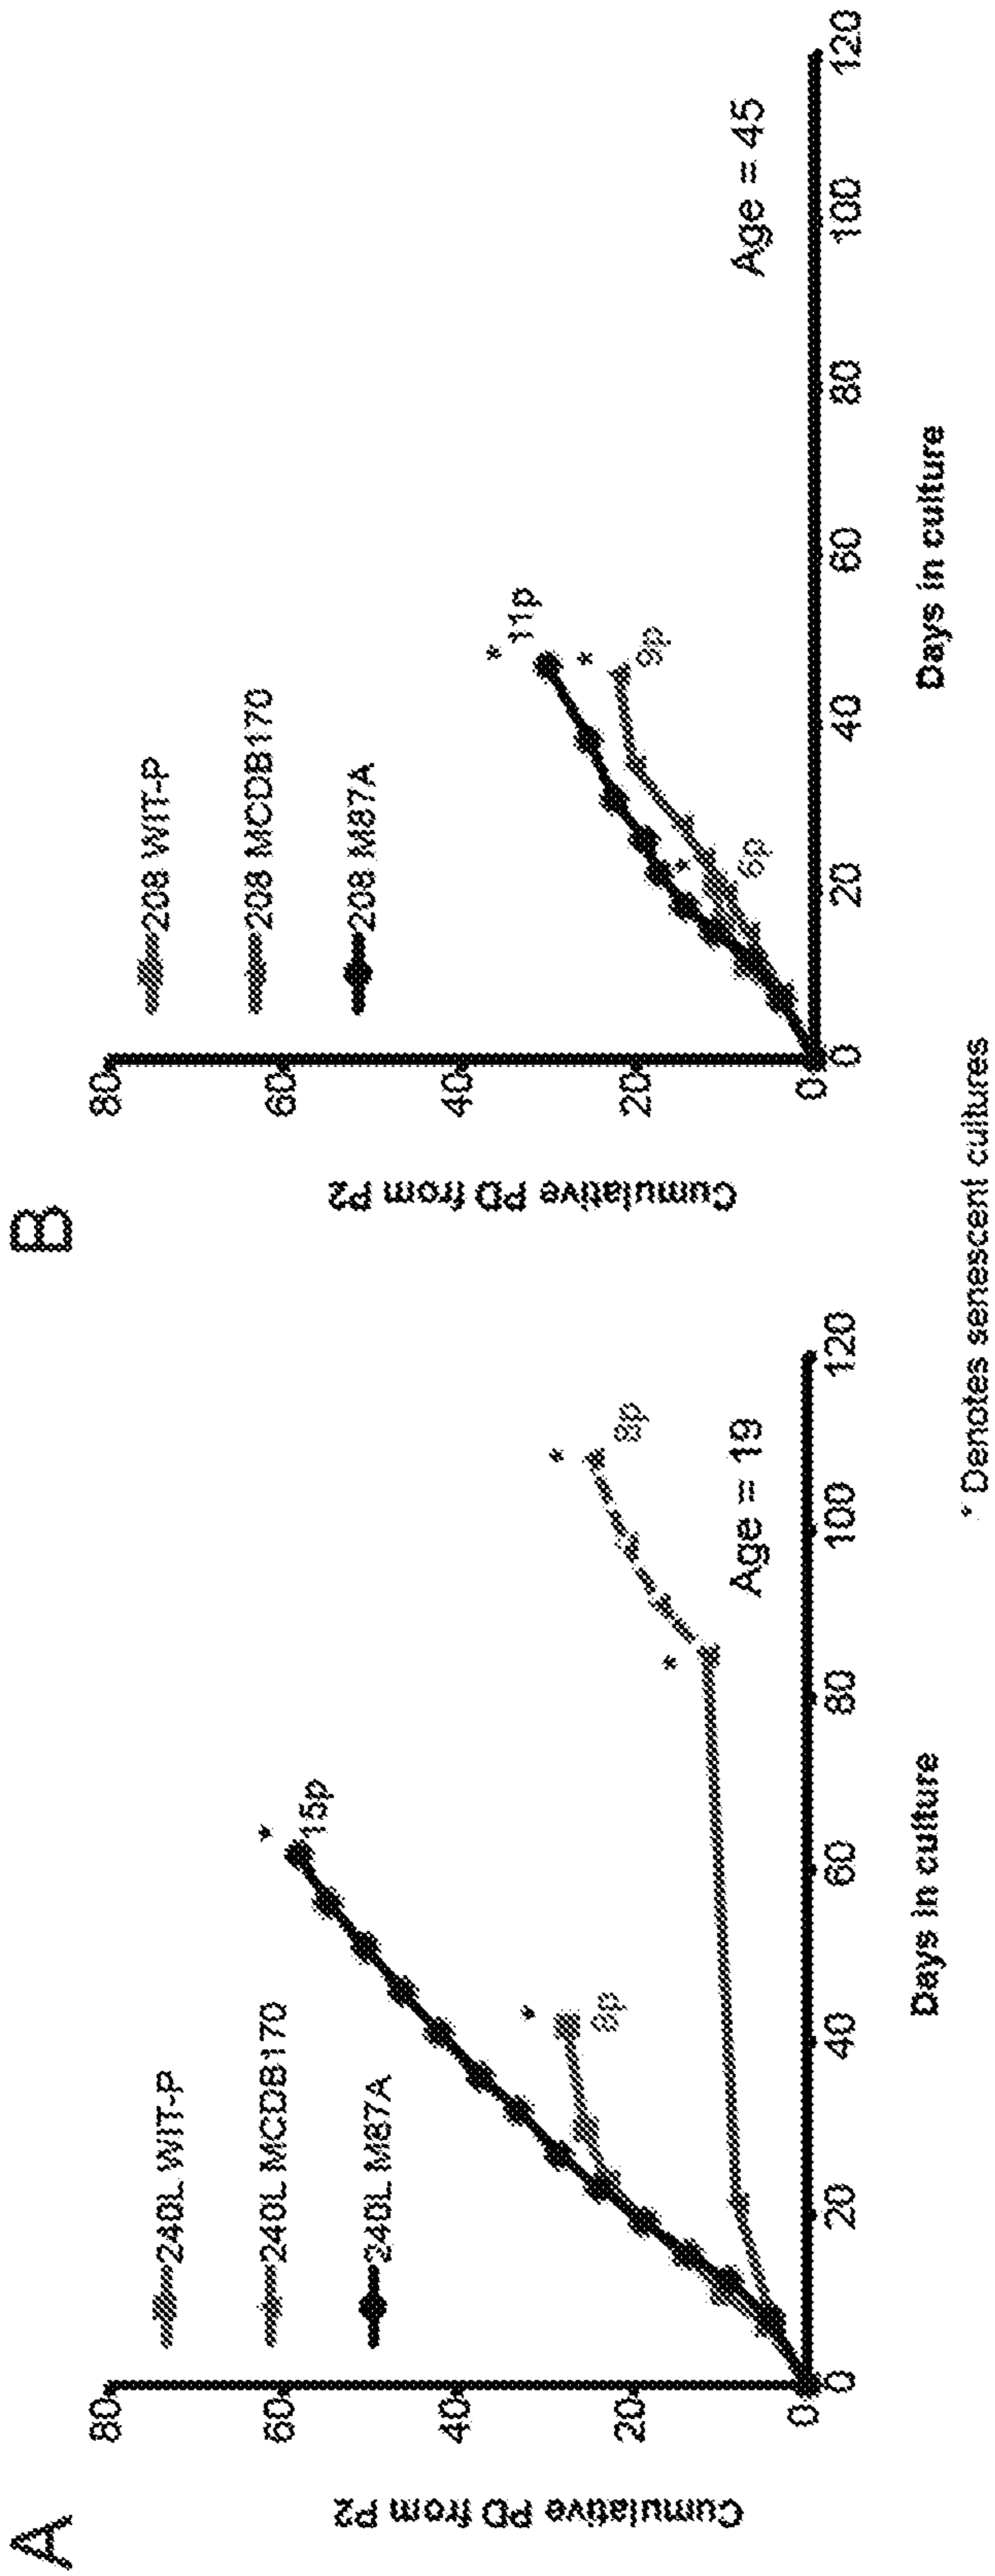 A
Cumulative PD from P2
80
60
40
20
0
240L WIT-P
240L MCDB170
240L M87A
*
15p
*
8p
*
*
8p
Age = 19
0
20
40
60
80
100
120
Days in culture
B
Cumulative PD from P2
80
60
40
20
0
208 WIT-P
208 MCDB170
208 M87A
*
11p
*
9p
*
6p
Age = 45
0
20
40
60
80
100
120
Days in culture
* Denotes senescent cultures